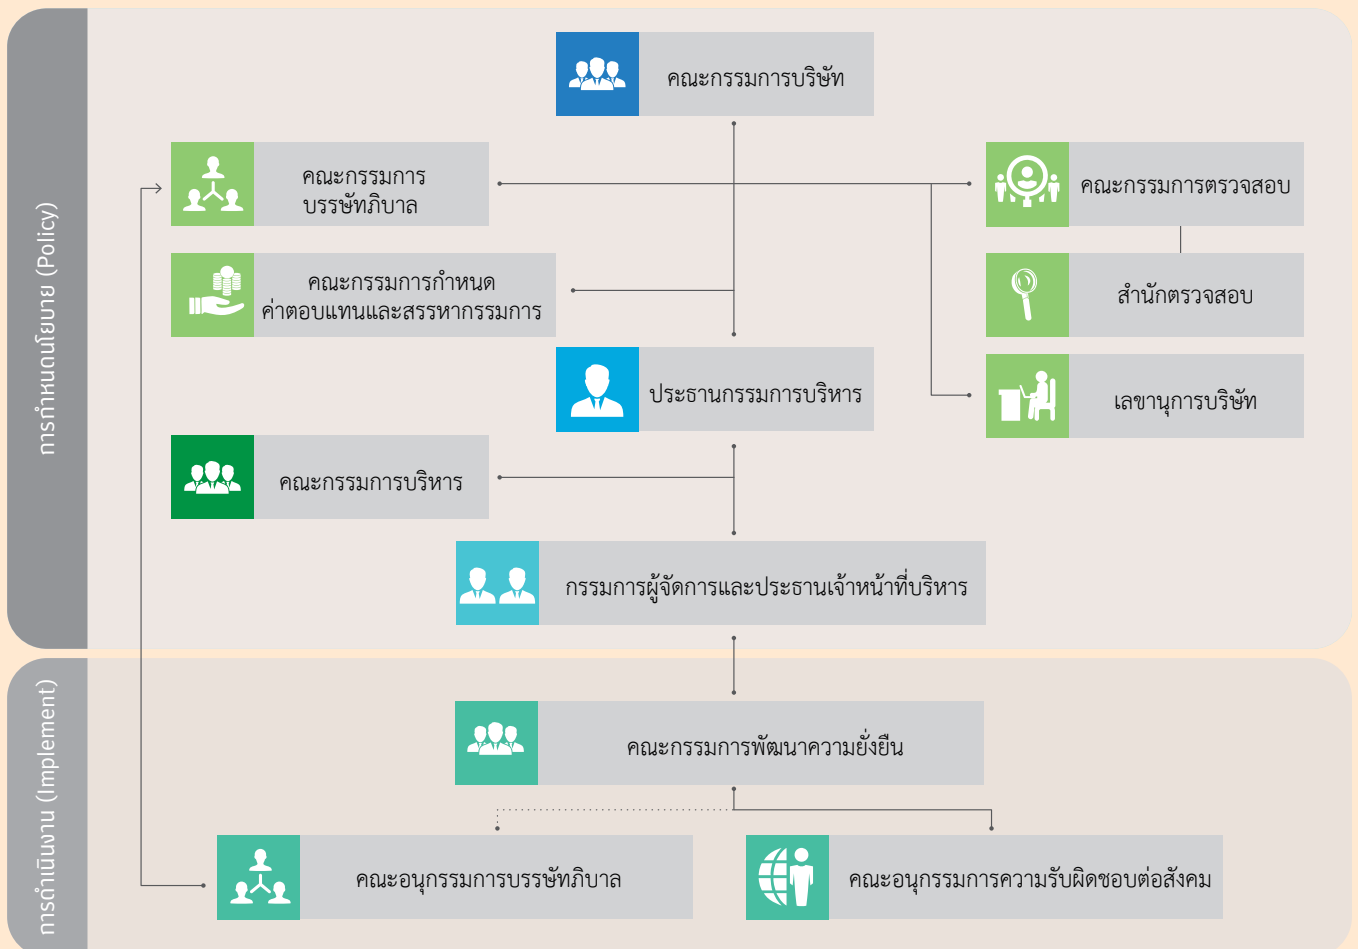 การกำหนดนโยบาย (Policy)
คณะกรรมการบริษัท
คณะกรรมการ
บรรษัทภิบาล
คณะกรรมการตรวจสอบ
คณะกรรมการกำหนด
ค่าตอบแทนและสรรหากรรมการ
สำนักตรวจสอบ
ประธานกรรมการบริหาร
เลขานุการบริษัท
คณะกรรมการบริหาร
กรรมการผู้จัดการและประธานเจ้าหน้าที่บริหาร
การดำเนินงาน (Implement)
คณะกรรมการพัฒนาความยั่งยืน
คณะอนุกรรมการบรรษัทภิบาล
คณะอนุกรรมการความรับผิดชอบต่อสังคม